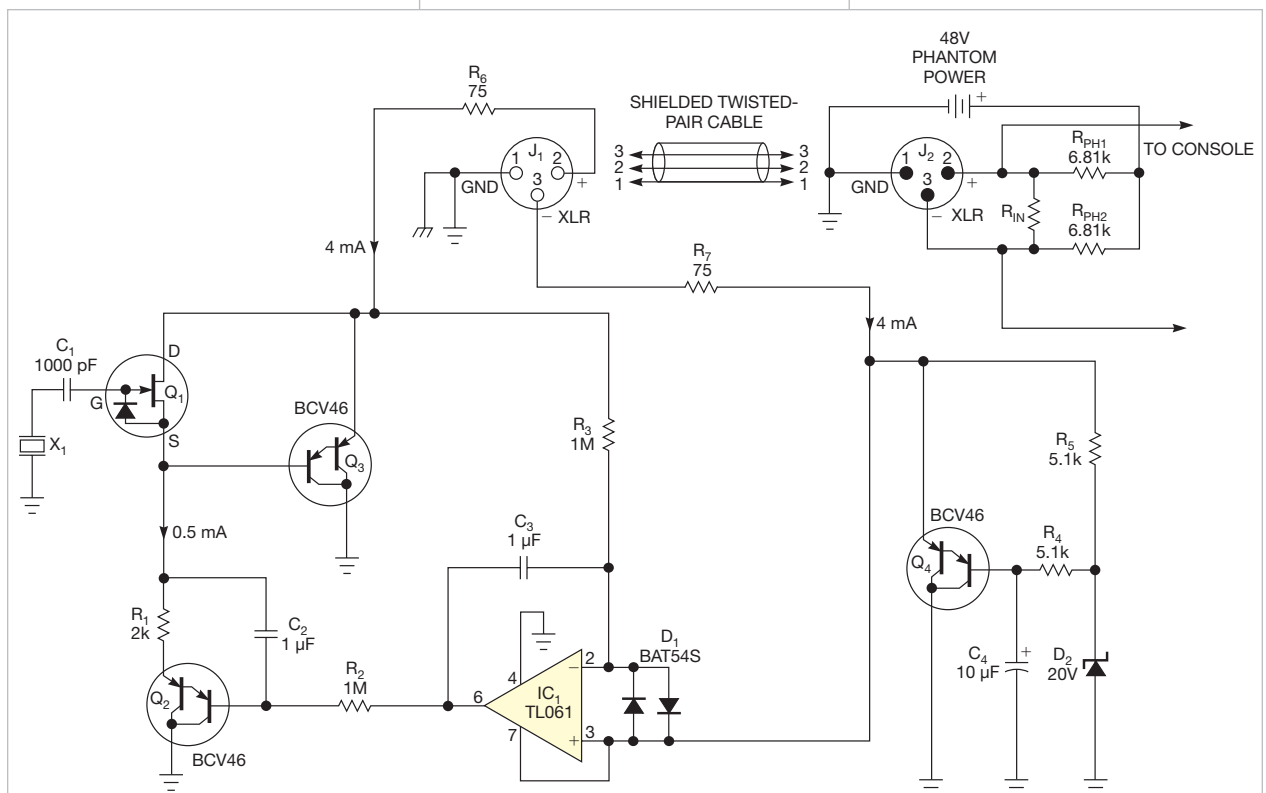 48V
PHANTOM
POWER
R6
75
SHIELDED TWISTED-
PAIR CABLE
3
2
1
3
2
1
J1
1
2
3
GND
+
− XLR
J2
1
2
3
GND
+
− XLR
RPH1
6.81k
TO CONSOLE
RIN
RPH2
6.81k
4 mA
R7
75
4 mA
C1
1000 pF
D
G
Q1
S
X1
BCV46
Q3
R3
1M
R5
5.1k
0.5 mA
C3
1 µF
BCV46
Q4
R4
5.1k
R1
2k
C2
1 µF
D1
BAT54S
C4
10 µF
+
D2
20V
R2
1M
4
2
−
6
IC1
TL061
7
+
3
Q2
BCV46